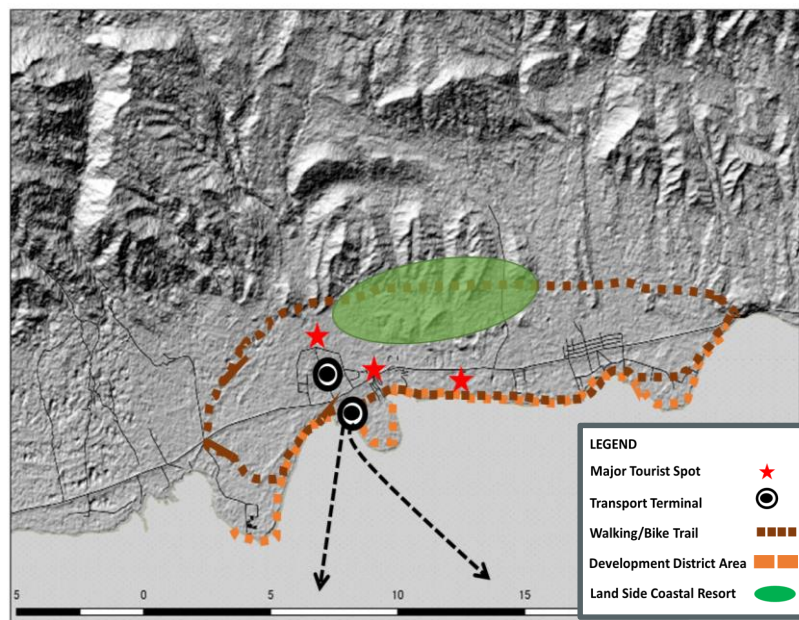 LEGEND
Major Tourist Spot
Transport Terminal
Walking/Bike Trail
Development District Area
Land Side Coastal Resort
5 0 5 10 15